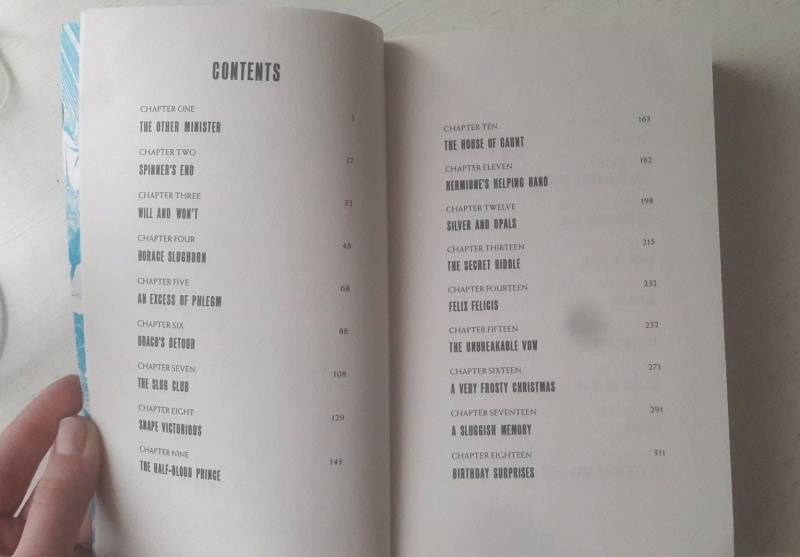 CONTENTS
CHAPTER ONE
THE OTHER MINISTER 1
CHAPTER TWO
SPINNER'S END 17
CHAPTER THREE
WILL AND WON'T 32
CHAPTER FOUR
HORACE SLUGHORN 48
CHAPTER FIVE
AN EXCESS OF PHLEGM 68
CHAPTER SIX
DRACO'S DETOUR 88
CHAPTER SEVEN
THE SLUG CLUB 108
CHAPTER EIGHT
SNAPE VICTORIOUS 129
CHAPTER NINE
THE HALF-BLOOD PRINCE 143
CHAPTER TEN 163
THE HOUSE OF GAUNT
CHAPTER ELEVEN 182
HERMIONE'S HELPING HAND
CHAPTER TWELVE 198
SILVER AND OPALS
CHAPTER THIRTEEN 215
THE SECRET RIDDLE
CHAPTER FOURTEEN 232
FELIX FELICIS
CHAPTER FIFTEEN 252
THE UNBREAKABLE VOW
CHAPTER SIXTEEN 271
A VERY FROSTY CHRISTMAS
CHAPTER SEVENTEEN 291
A SLUGGISH MEMORY
CHAPTER EIGHTEEN 311
BIRTHDAY SURPRISES